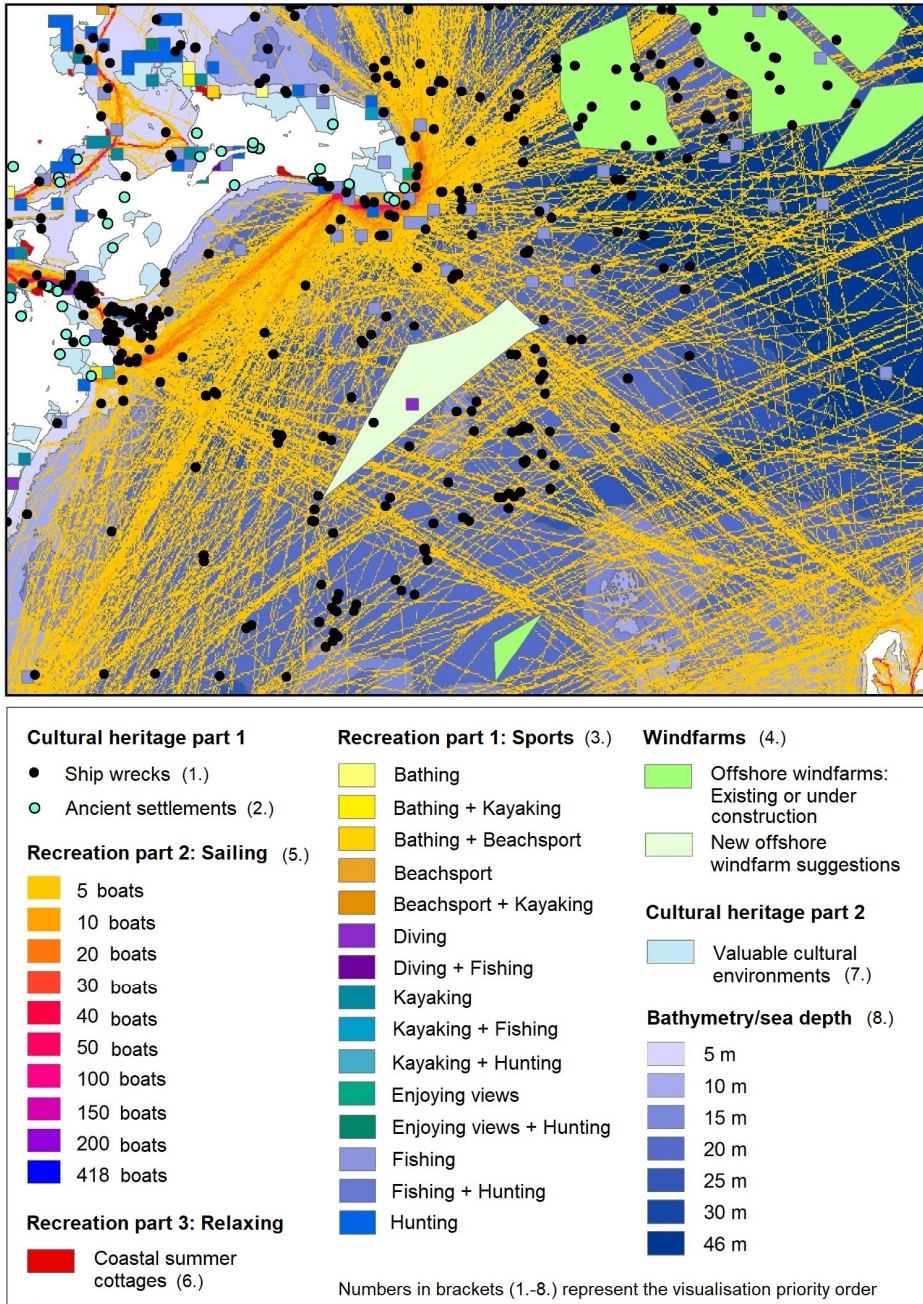 Cultural heritage part 1
Ship wrecks (1.)
Ancient settlements (2.)
Recreation part 2: Sailing (5.)
5 boats
10 boats
20 boats
30 boats
40 boats
50 boats
100 boats
150 boats
200 boats
418 boats
Recreation part 3: Relaxing
Coastal summer
cottages (6.)
Recreation part 1: Sports (3.)
Bathing
Bathing + Kayaking
Bathing + Beachsport
Beachsport
Beachsport + Kayaking
Diving
Diving + Fishing
Kayaking
Kayaking + Fishing
Kayaking + Hunting
Enjoying views
Enjoying views + Hunting
Fishing
Fishing + Hunting
Hunting
Windfarms (4.)
Offshore windfarms:
Existing or under
construction
New offshore
windfarm suggestions
Cultural heritage part 2
Valuable cultural
environments (7.)
Bathymetry/sea depth (8.)
5 m
10 m
15 m
20 m
25 m
30 m
46 m
Numbers in brackets (1.-8.) represent the visualisation priority order